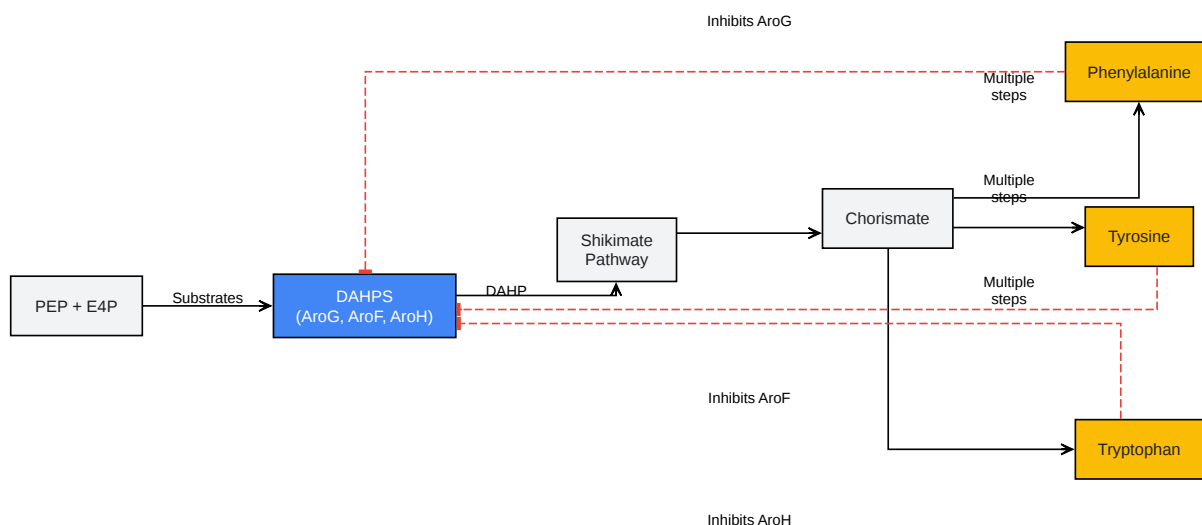 Inhibits AroG
Phenylalanine
Multiple
steps
Multiple
steps
Chorismate
Shikimate
Pathway
Tyrosine
PEP + E4P
Substrates
DAHPS
(AroG, AroF, AroH)
DAHP
Multiple
steps
Inhibits AroF
Tryptophan
Inhibits AroH